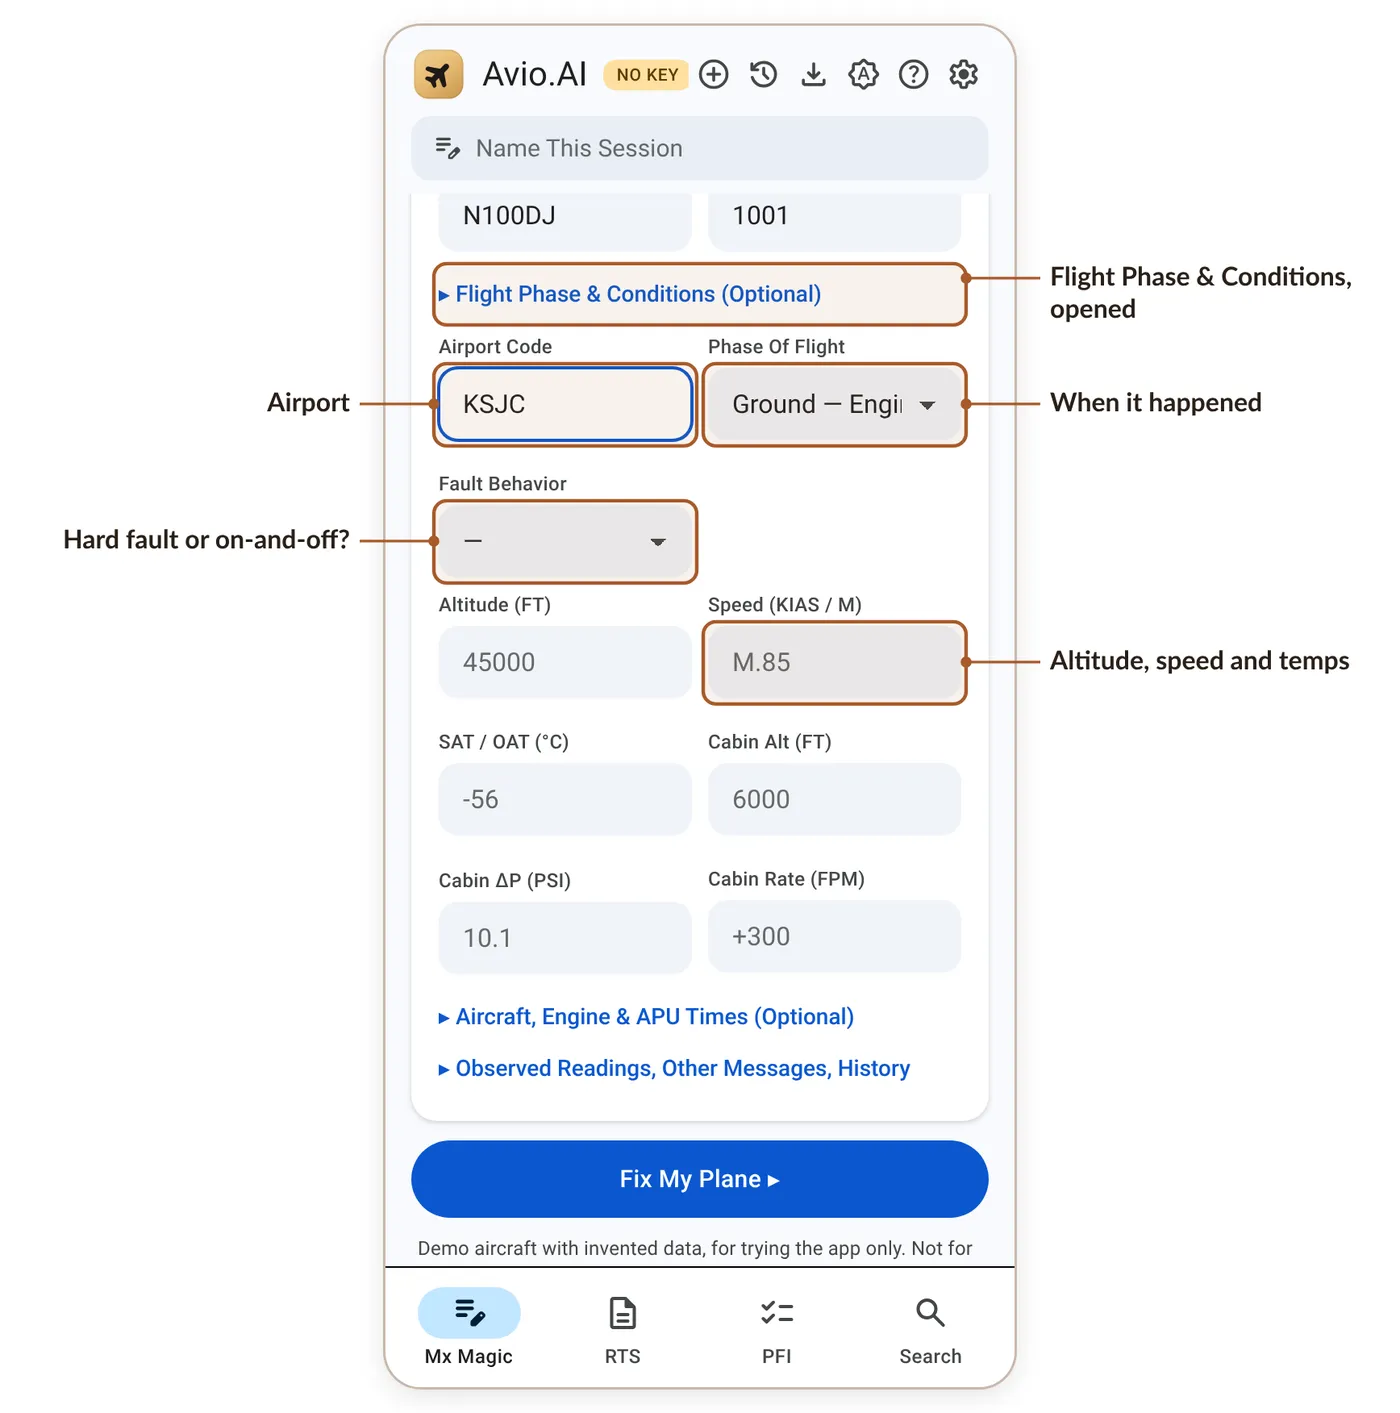 Avio.AI
NO KEY
A
?
Name This Session
N100DJ
1001
▸ Flight Phase & Conditions (Optional)
Flight Phase & Conditions,
opened
Airport Code
Phase Of Flight
Airport
KSJC
Ground — Engi
When it happened
Fault Behavior
Hard fault or on-and-off?
—
Altitude (FT)
Speed (KIAS / M)
45000
M.85
Altitude, speed and temps
SAT / OAT (°C)
Cabin Alt (FT)
-56
6000
Cabin ΔP (PSI)
Cabin Rate (FPM)
10.1
+300
▸ Aircraft, Engine & APU Times (Optional)
▸ Observed Readings, Other Messages, History
Fix My Plane ▸
Demo aircraft with invented data, for trying the app only. Not for
Mx Magic
RTS
PFI
Search